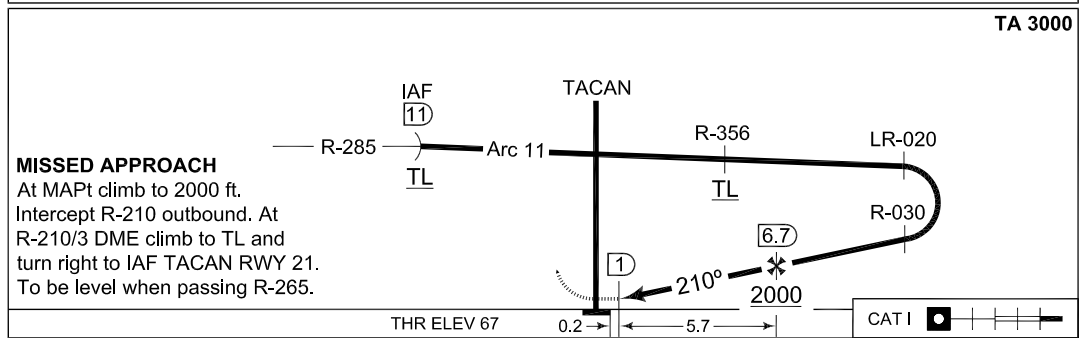 TA 3000
IAF
11
TACAN
R-285
Arc 11
R-356
LR-020
TL
TL
R-030
MISSED APPROACH
At MAPt climb to 2000 ft.
Intercept R-210 outbound. At
R-210/3 DME climb to TL and
turn right to IAF TACAN RWY 21.
To be level when passing R-265.
6.7
1
210º
2000
THR ELEV 67
0.2
5.7
CAT I